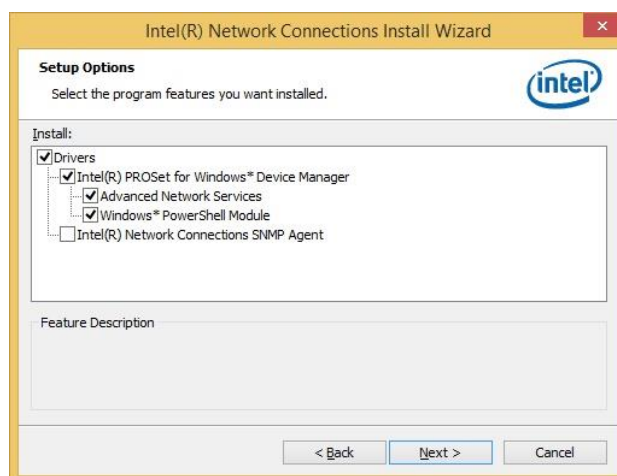 Intel(R) Network Connections Install Wizard
Setup Options
Select the program features you want installed.
intel
Install:
Drivers
Intel(R) PROSet for Windows* Device Manager
Advanced Network Services
Windows* PowerShell Module
Intel(R) Network Connections SNMP Agent
Feature Description
< Back
Next >
Cancel